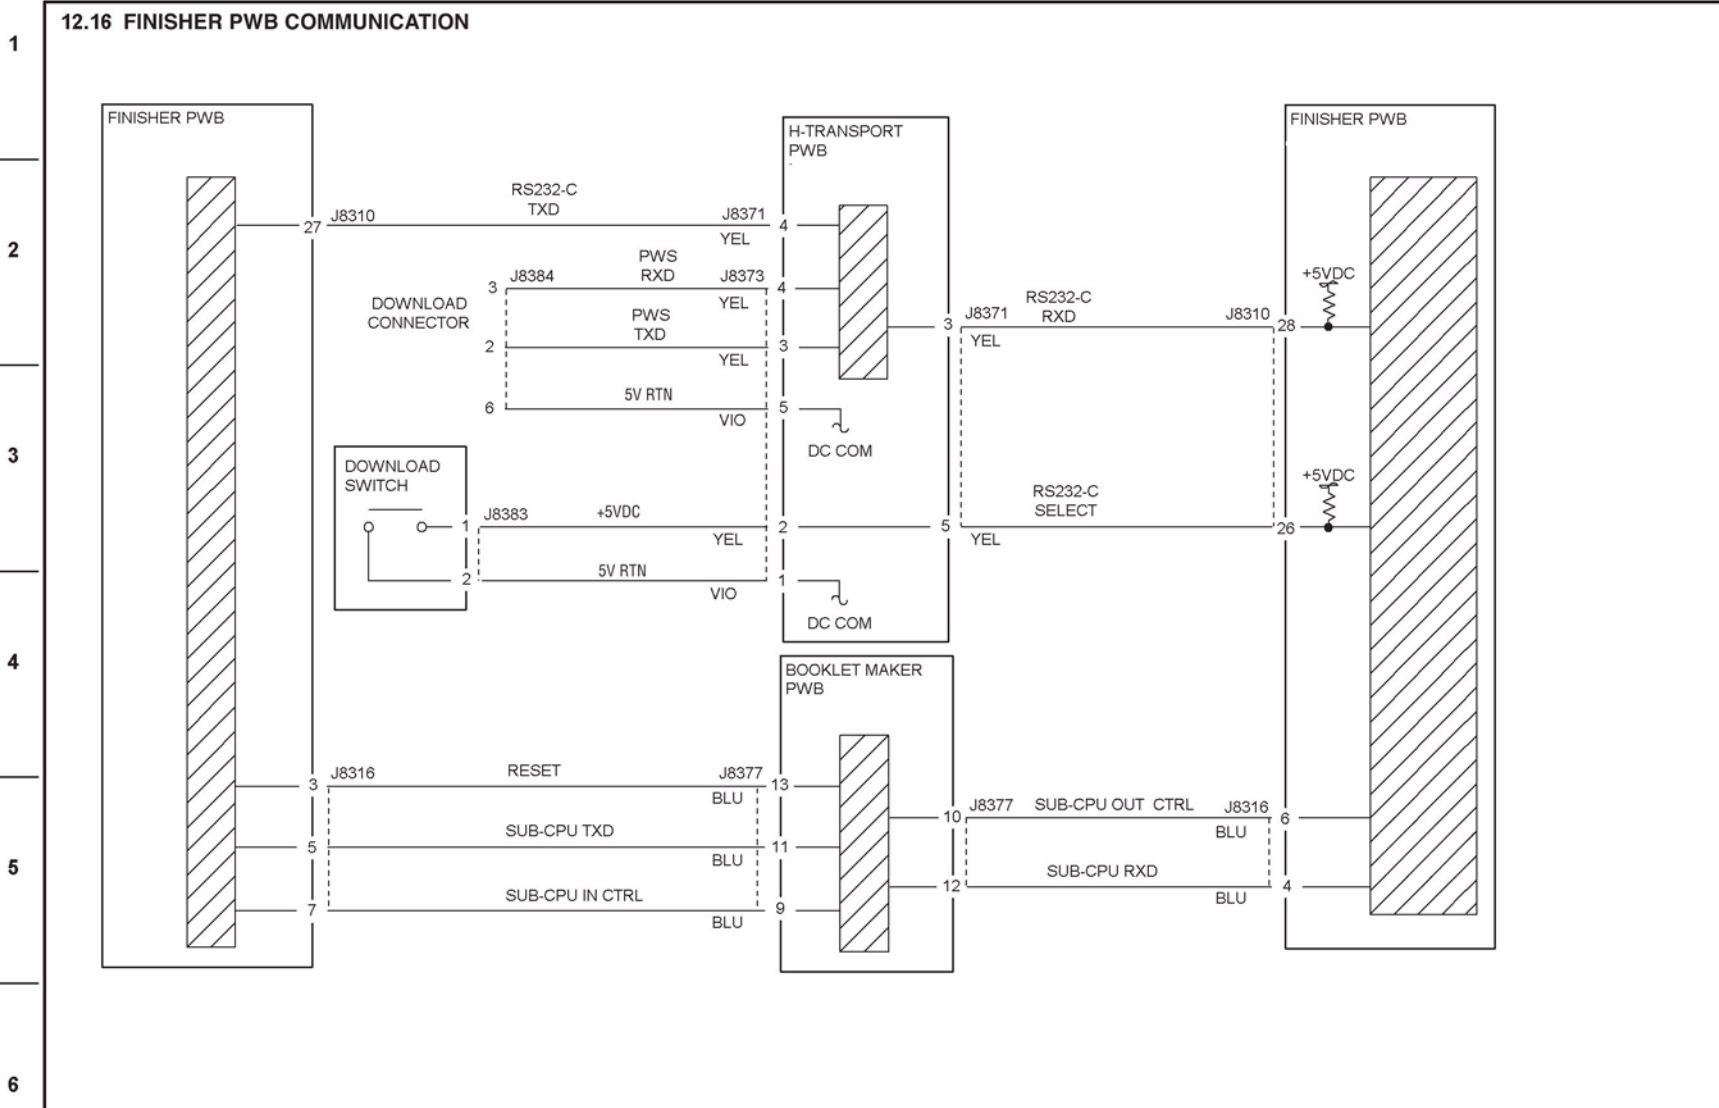 12.16 FINISHER PWB COMMUNICATION
1
2
3
4
5
6
FINISHER PWB
27
J8310
RS232-C
TXD
J8371
YEL
4
H-TRANSPORT
PWB
DOWNLOAD
CONNECTOR
3
J8384
PWS
RXD
J8373
YEL
4
2
PWS
TXD
YEL
3
6
5V RTN
VIO
5
DC COM
DOWNLOAD
SWITCH
1
J8383
+5VDC
YEL
2
2
5V RTN
VIO
1
DC COM
3
J8371
YEL
RS232-C
RXD
J8310
28
+5VDC
5
YEL
RS232-C
SELECT
26
+5VDC
FINISHER PWB
BOOKLET MAKER
PWB
3
J8316
RESET
J8377
BLU
13
5
SUB-CPU TXD
BLU
11
7
SUB-CPU IN CTRL
BLU
9
10
J8377
SUB-CPU OUT CTRL
J8316
BLU
6
12
SUB-CPU RXD
BLU
4